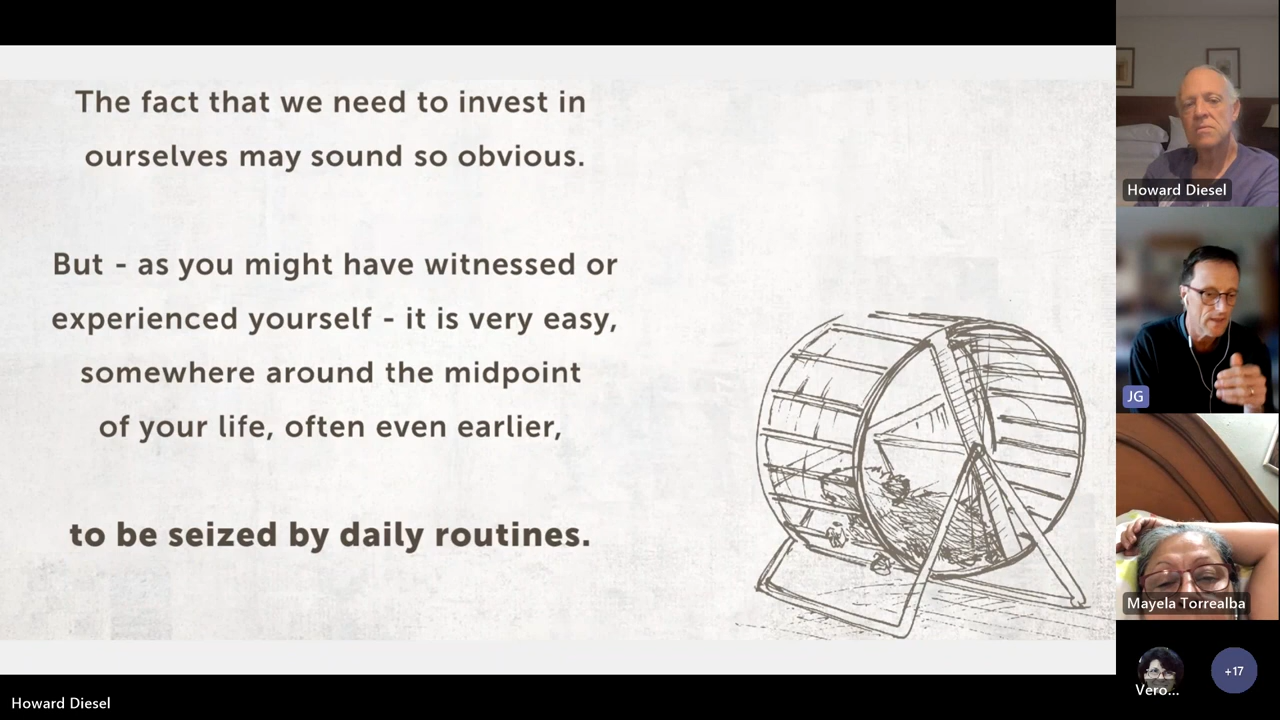 The fact that we need to invest in
ourselves may sound so obvious.
But - as you might have witnessed or
experienced yourself - it is very easy,
somewhere around the midpoint
of your life, often even earlier,
to be seized by daily routines.
Howard Diesel
JG
Mayela Torrealba
Vero...
+17
Howard Diesel